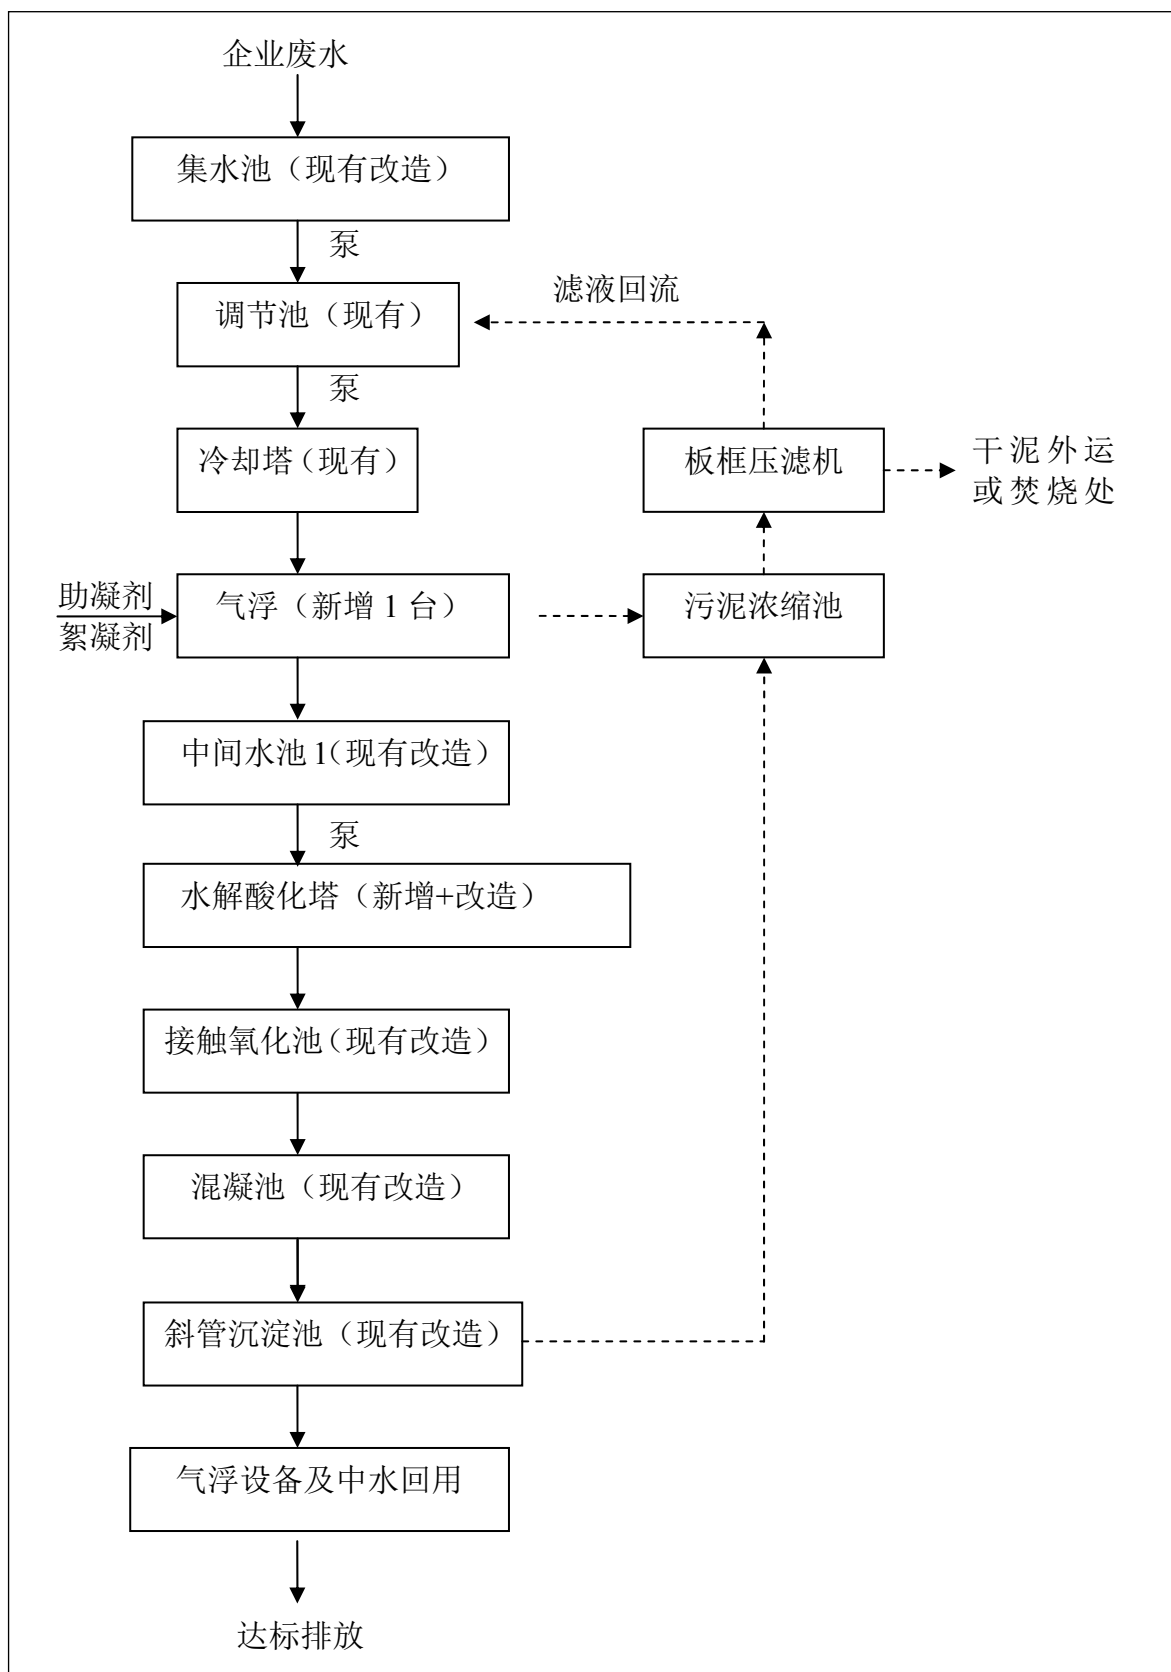 企业废水
集水池（现有改造）
泵
调节池（现有）
滤液回流
泵
冷却塔（现有）
板框压滤机
干泥外运
或焚烧处
助凝剂
絮凝剂
气浮（新增 1 台）
污泥浓缩池
中间水池 1（现有改造）
泵
水解酸化塔（新增+改造）
接触氧化池（现有改造）
混凝池（现有改造）
斜管沉淀池（现有改造）
气浮设备及中水回用
达标排放